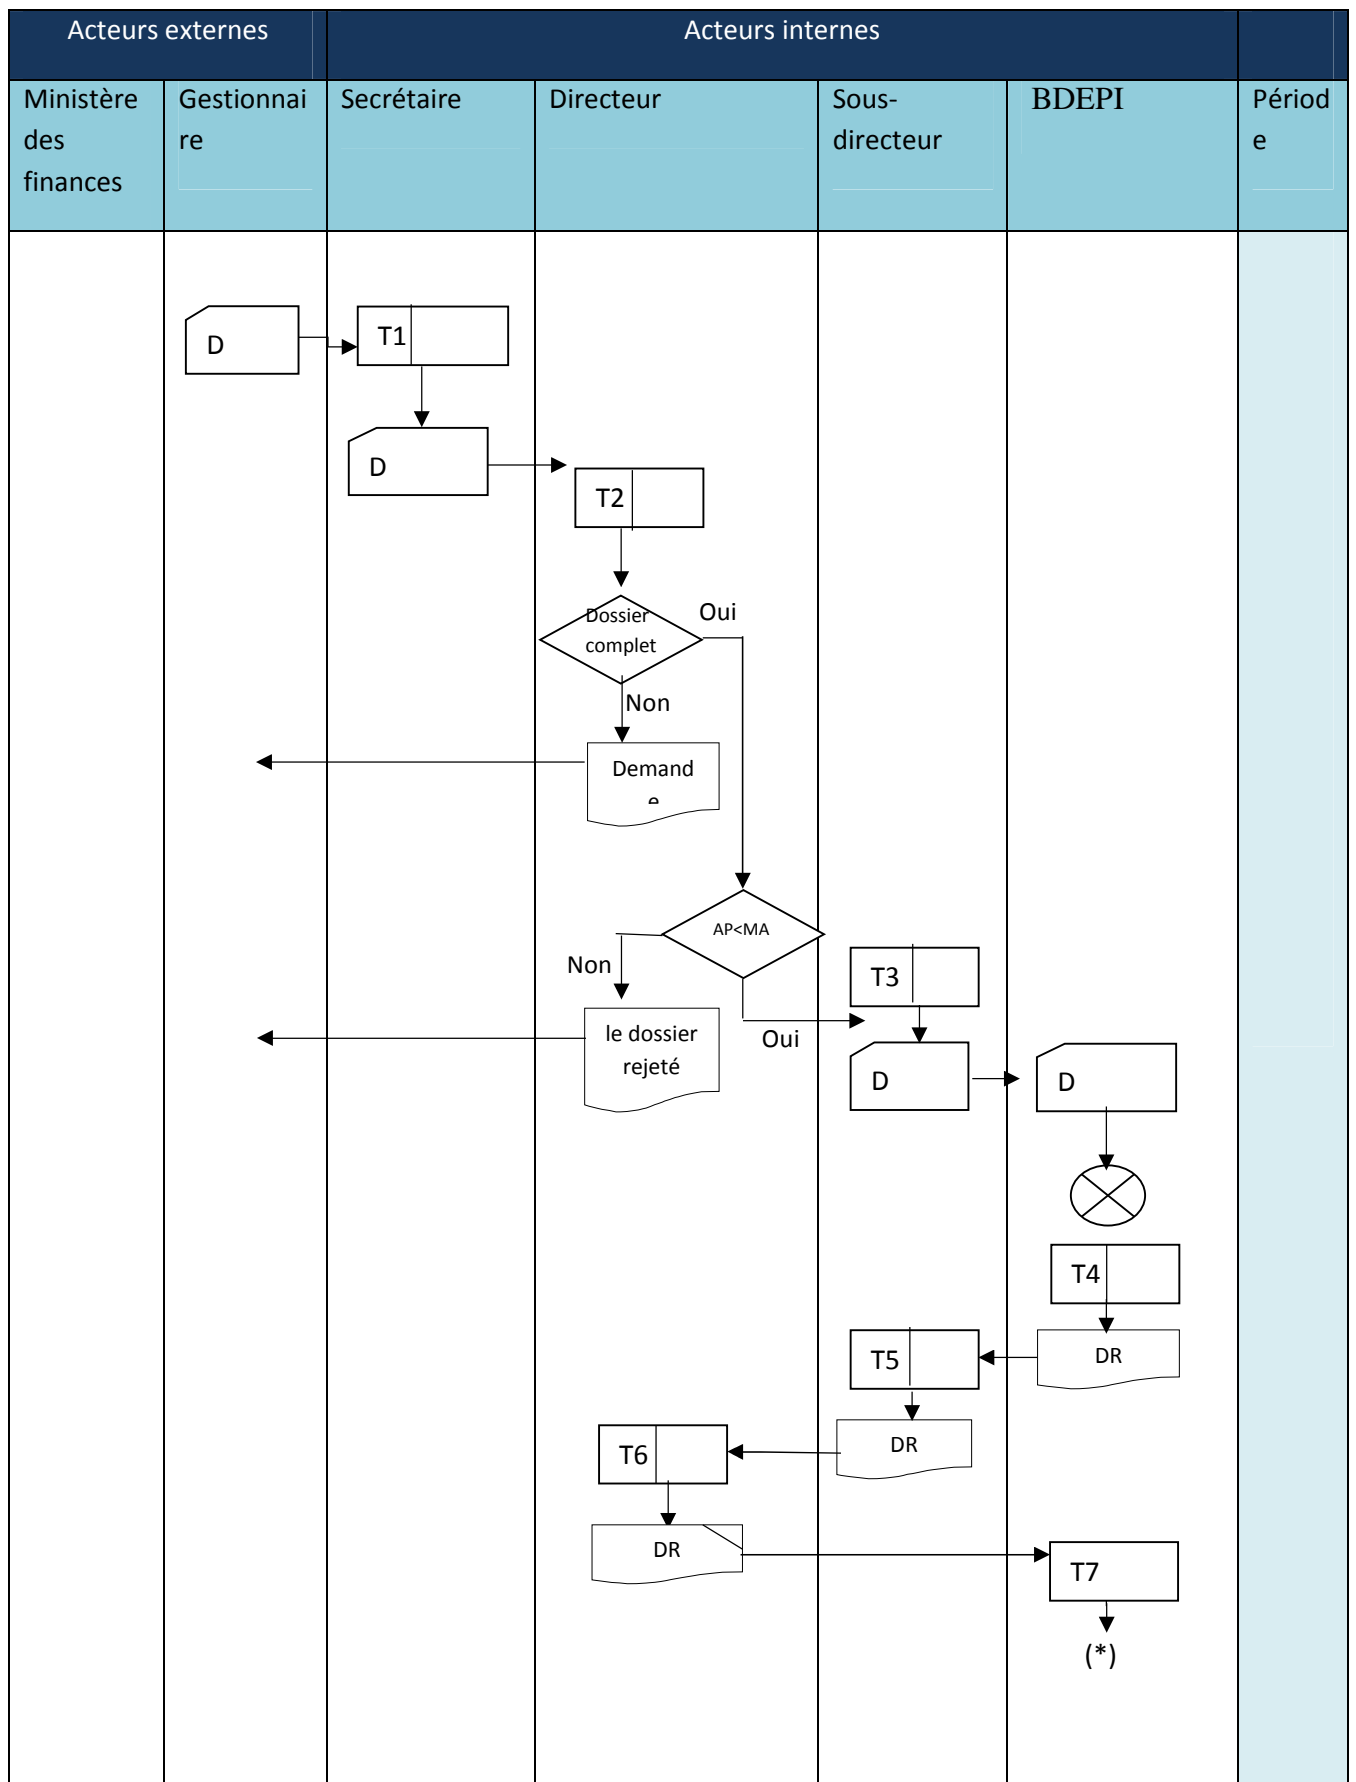 Acteurs externes
Acteurs internes
Ministère
des
finances
Gestionnai
re
Secrétaire
Directeur
Sous-
directeur
BDEPI
Périod
e
D
T1
D
T2
Dossier
complet
Oui
Non
Demand
e
AP<MA
Non
Oui
le dossier
rejeté
T3
D
D
T4
DR
T5
DR
T6
DR
T7
(*)